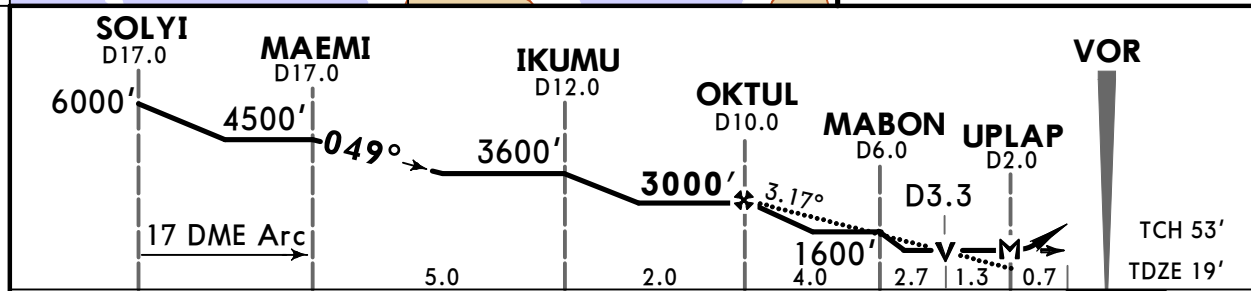 SOLYI
D17.0
MAEMI
D17.0
IKUMU
D12.0
OKTUL
D10.0
MABON
D6.0
UPLAP
D2.0
VOR
6000'
4500'
049°
3600'
3000'
3.17°
D3.3
1600'
V
M
17 DME Arc
TCH 53'
TDZE 19'
5.0
2.0
4.0
2.7
1.3
0.7